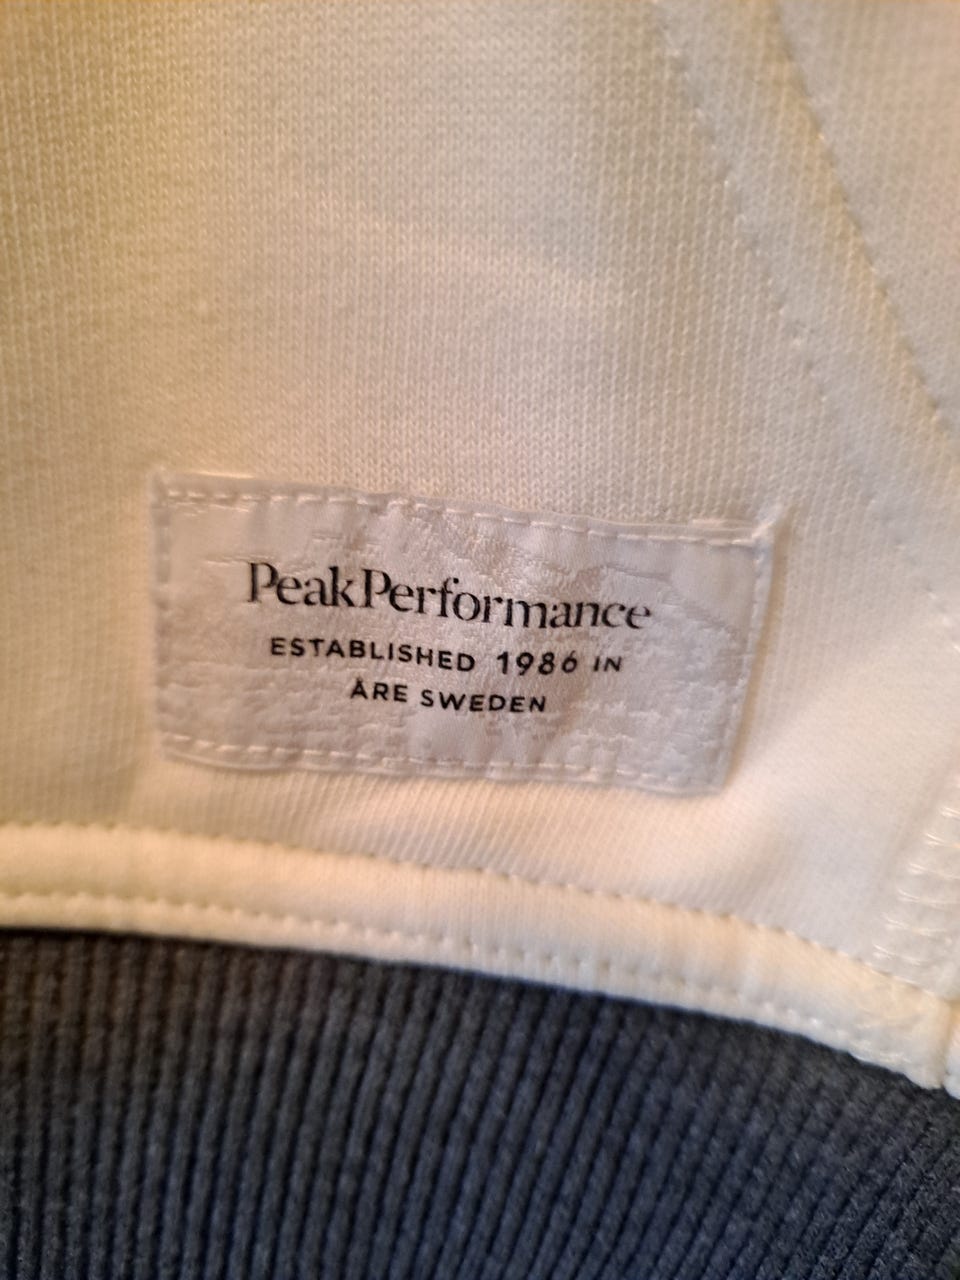 PeakPerformance
ESTABLISHED 1986 IN
ÅRE SWEDEN